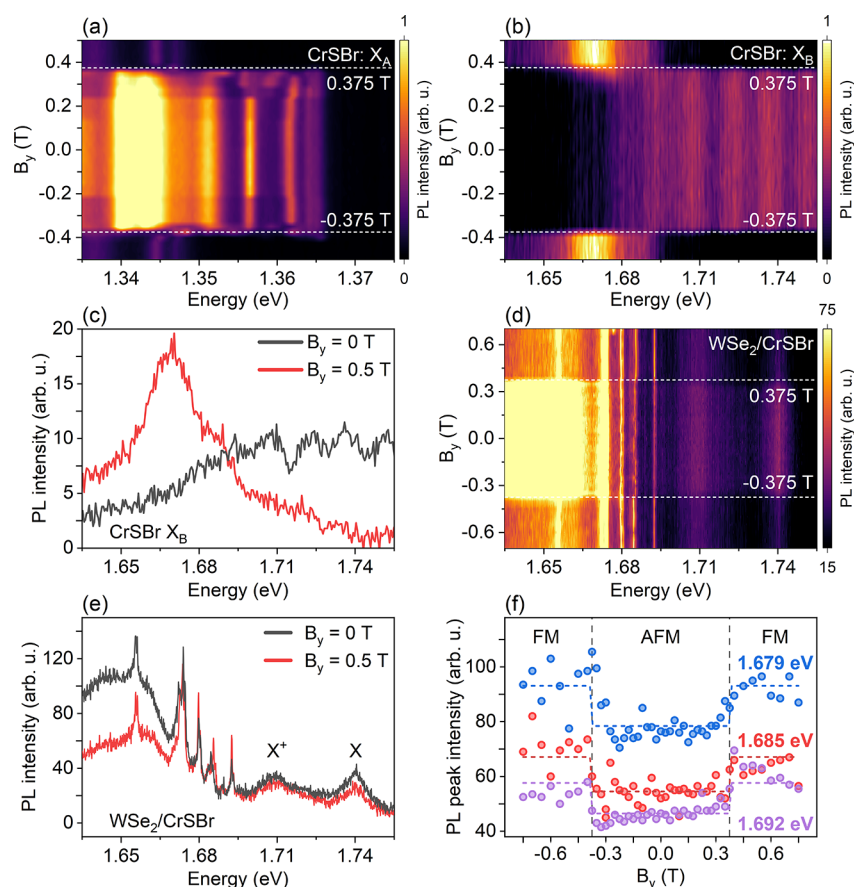 (a)
CrSBr: X_A
0.375 T
-0.375 T
0.4
0.2
0.0
-0.2
-0.4
B_y (T)
1.34 1.35 1.36 1.37
Energy (eV)
1
0
PL intensity (arb. u.)
(b)
CrSBr: X_B
0.375 T
-0.375 T
0.4
0.2
0.0
-0.2
-0.4
B_y (T)
1.65 1.68 1.71 1.74
Energy (eV)
1
0
PL intensity (arb. u.)
(c)
B_y = 0 T
B_y = 0.5 T
CrSBr X_B
20
15
10
5
0
PL intensity (arb. u.)
1.65 1.68 1.71 1.74
Energy (eV)
(d)
WSe_2/CrSBr
0.375 T
-0.375 T
0.6
0.3
0.0
-0.3
-0.6
B_y (T)
1.65 1.68 1.71 1.74
Energy (eV)
75
15
PL intensity (arb. u.)
(e)
B_y = 0 T
B_y = 0.5 T
X^+ X
WSe_2/CrSBr
120
90
60
30
0
PL intensity (arb. u.)
1.65 1.68 1.71 1.74
Energy (eV)
(f)
FM AFM FM
1.679 eV
1.685 eV
1.692 eV
100
80
60
40
PL peak intensity (arb. u.)
-0.6 -0.3 0.0 0.3 0.6
B_y (T)